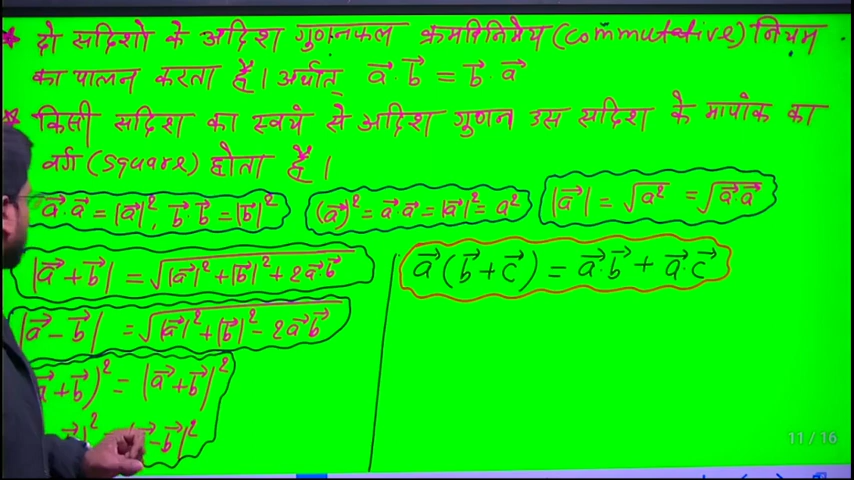 * दो सदिशो के अदिश गुणनफल क्रमविनिमेय (commutative) नियम
का पालन करता है। अर्थात् a⃗·b⃗ = b⃗·a⃗
* किसी सदिश का स्वयं से अदिश गुणन उस सदिश के मापांक का
वर्ग (square) होता है।
a⃗·a⃗ = |a⃗|², b⃗·b⃗ = |b⃗|²
(a⃗)² = a⃗·a⃗ = |a⃗|² = a²
|a⃗| = √a² = √a⃗·a⃗
|a⃗+b⃗| = √|a⃗|²+|b⃗|²+2a⃗·b⃗
|a⃗-b⃗| = √|a⃗|²+|b⃗|²-2a⃗·b⃗
a⃗+b⃗)² = |a⃗+b⃗|²
-b⃗|²
a⃗(b⃗+c⃗) = a⃗·b⃗ + a⃗·c⃗
11/16